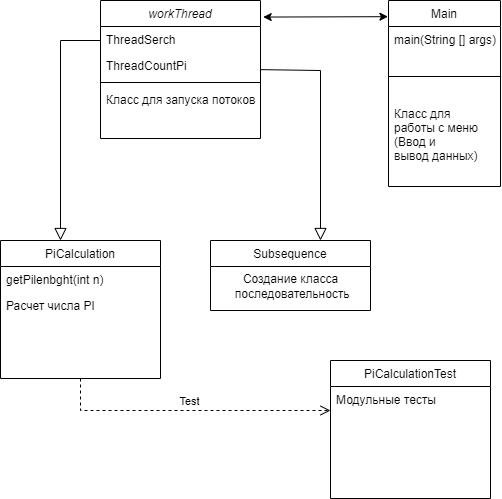 workThread
ThreadSerch
ThreadCountPi
Класс для запуска потоков
Main
main(String [] args)
Класс для
работы с меню
(Ввод и
вывод данных)
PiCalculation
getPilenbght(int n)
Расчет числа PI
Subsequence
Создание класса
последовательность
Test
PiCalculationTest
Модульные тесты